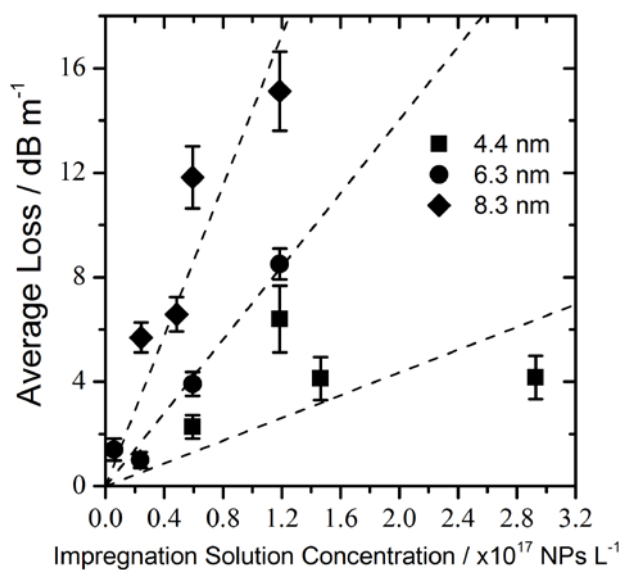 16
12
8
4
0
0.0 0.4 0.8 1.2 1.6 2.0 2.4 2.8 3.2
Average Loss / dB m⁻¹
4.4 nm
6.3 nm
8.3 nm
Impregnation Solution Concentration / x10¹⁷ NPs L⁻¹